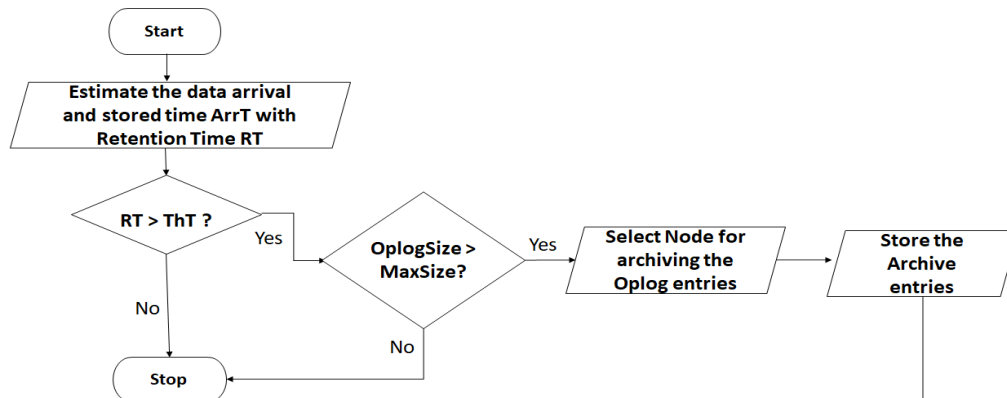 Start
Estimate the data arrival
and stored time ArrT with
Retention Time RT
RT > ThT ?
Yes
OplogSize >
MaxSize?
Yes
Select Node for
archiving the
Oplog entries
Store the
Archive
entries
No
No
Stop